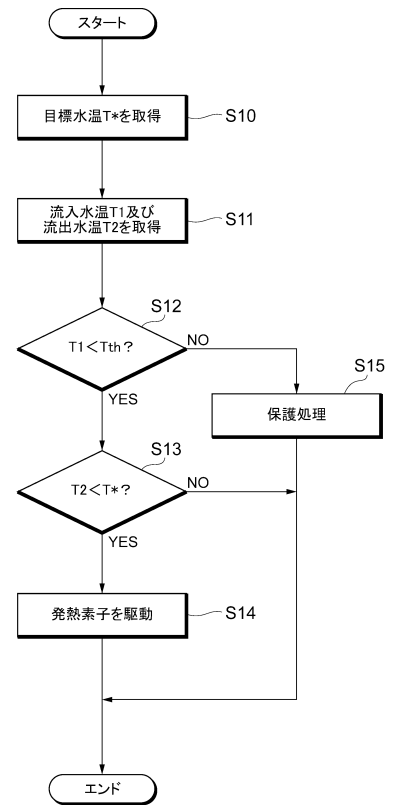 スタート
目標水温T*を取得
S10
流入水温T1及び
流出水温T2を取得
S11
S12
T1<Tth?
NO
YES
S15
保護処理
S13
T2<T*?
NO
YES
発熱素子を駆動
S14
エンド